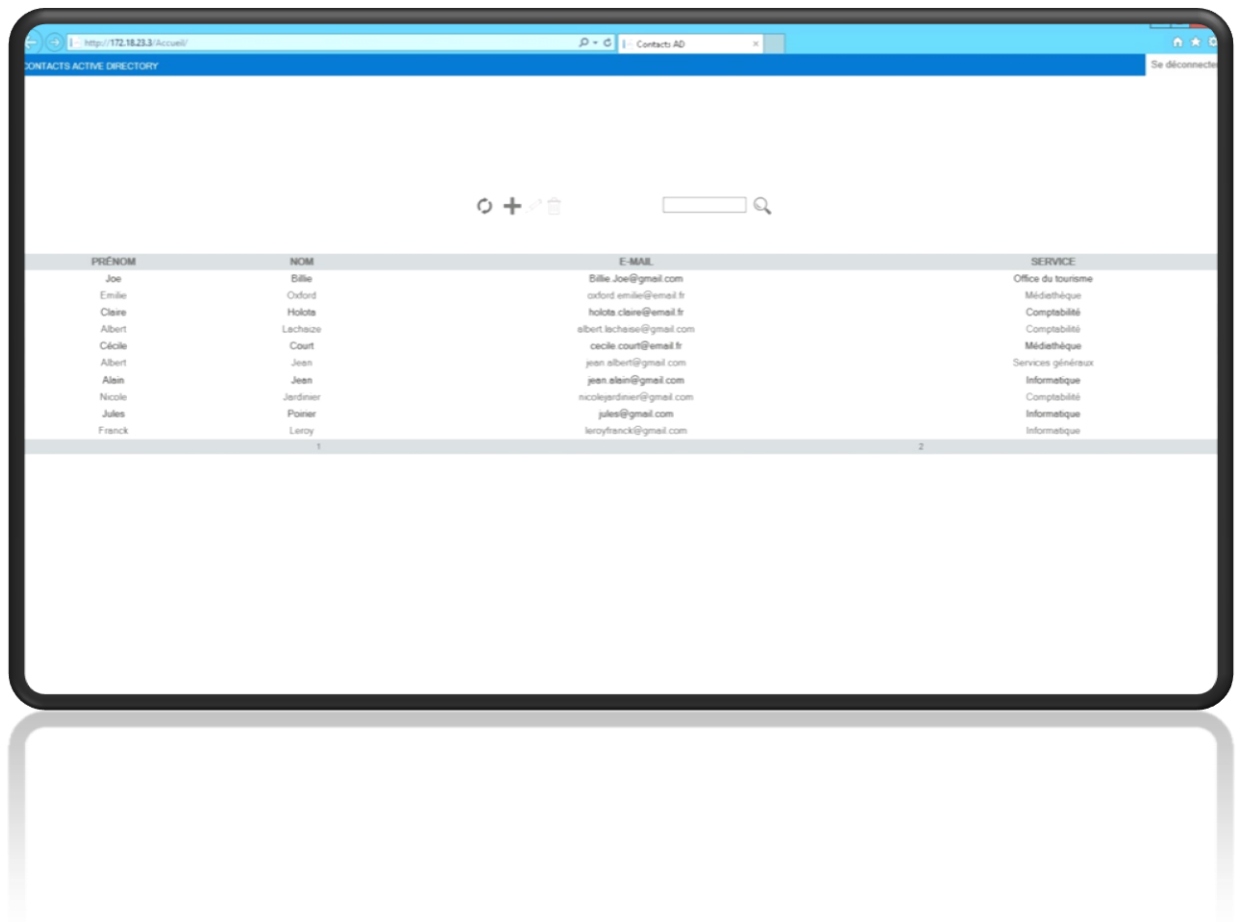 http://172.18.23.3/Accueil/
Contacts AD
CONTACTS ACTIVE DIRECTORY
Se déconnecter
PRÉNOM NOM E-MAIL SERVICE
Joe Billie Billie.Joe@gmail.com Office du tourisme
Emilie Oxford oxford.emilie@email.fr Médiathèque
Claire Holota holota.claire@email.fr Comptabilité
Albert Lachaize albert.lachaise@gmail.com Comptabilité
Cécile Court cecile.court@email.fr Médiathèque
Albert Jean jean.albert@gmail.com Services généraux
Alain Jean jean.alain@gmail.com Informatique
Nicole Jardinier nicolejardinier@gmail.com Comptabilité
Jules Poirier jules@gmail.com Informatique
Franck Leroy leroyfranck@gmail.com Informatique
1 2